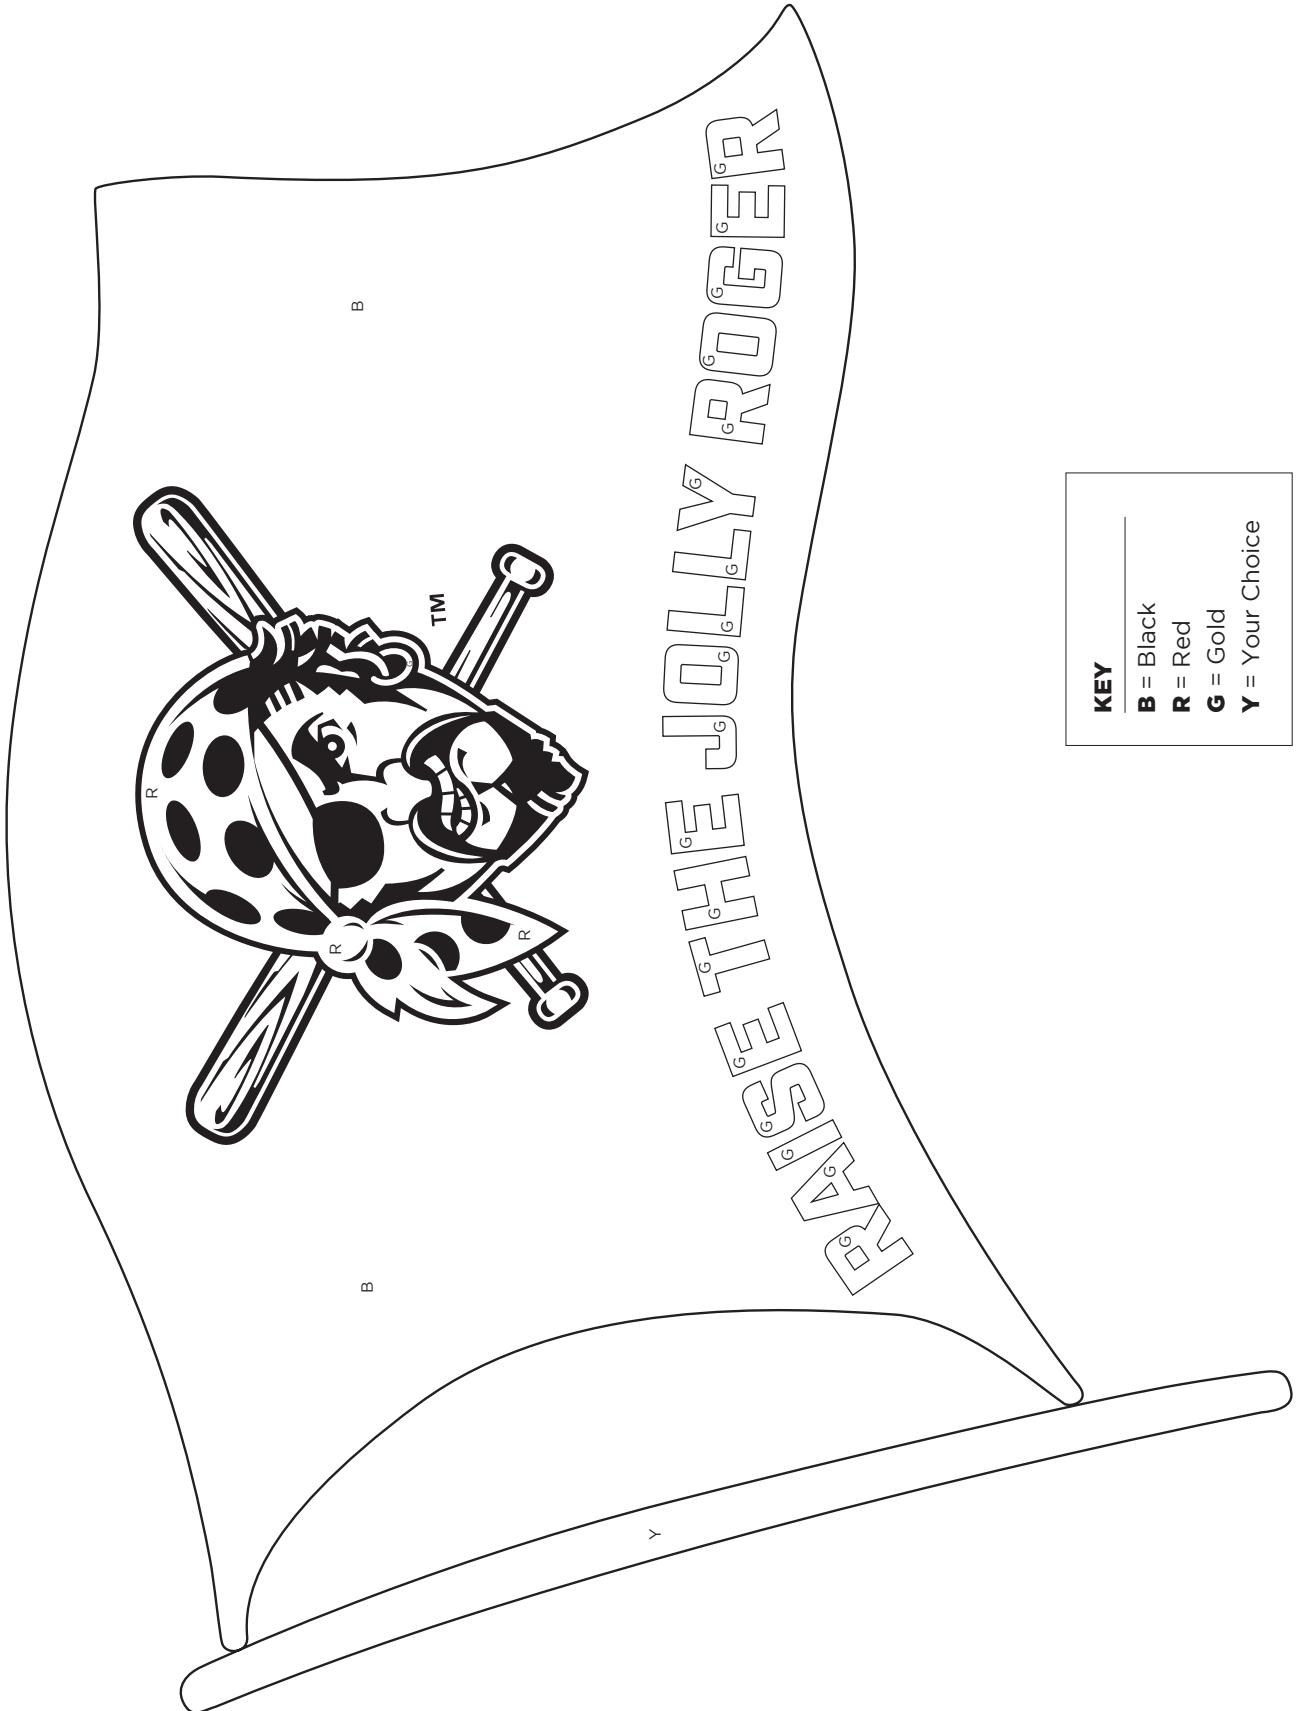 R
B R B
G
TM
R
G G G G G G G G G G G G G G G G G G
RAISE THE JOLLY ROGER
Y
KEY
B = Black
R = Red
G = Gold
Y = Your Choice